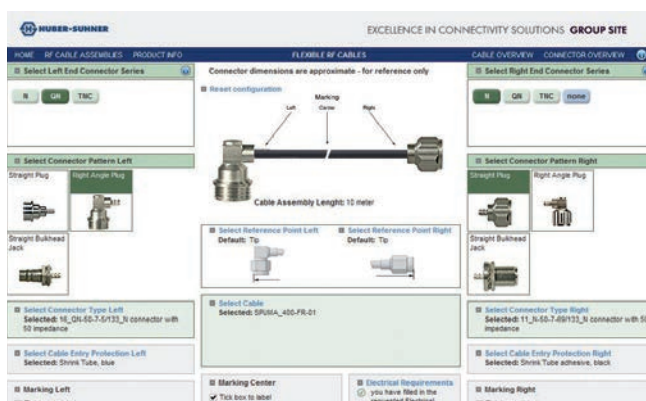 HUBER+SUHNER
EXCELLENCE IN CONNECTIVITY SOLUTIONS GROUP SITE
HOME RF CABLE ASSEMBLIES PRODUCT INFO
FLEXIBLE RF CABLES
CABLE OVERVIEW CONNECTOR OVERVIEW
Select Left End Connector Series
N QN TNC
Select Connector Pattern Left
Straight Plug
Right Angle Plug
Straight Bulkhead
Jack
Select Connector Type Left
Selected: 16_QN-50-7-5/133_N connector with
50 impedance
Select Cable Entry Protection Left
Selected: Shrink Tube, blue
Marking Left
Connector dimensions are approximate - for reference only
Reset configuration
Marking
Left Center Right
Cable Assembly Lenght: 10 meter
Select Reference Point Left
Default: Tip
Select Reference Point Right
Default: Tip
Select Cable
Selected: SPUMA_400-FR-01
Marking Center
Tick box to label
Electrical Requirements
you have filled in the
requested Electrical
Select Right End Connector Series
N QN TNC none
Select Connector Pattern Right
Straight Plug
Right Angle Plug
Straight Bulkhead
Jack
Select Connector Type Right
Selected: 11_N-50-7-69/133_N connector with
impedance
Select Cable Entry Protection Right
Selected: Shrink Tube adhesive, black
Marking Right